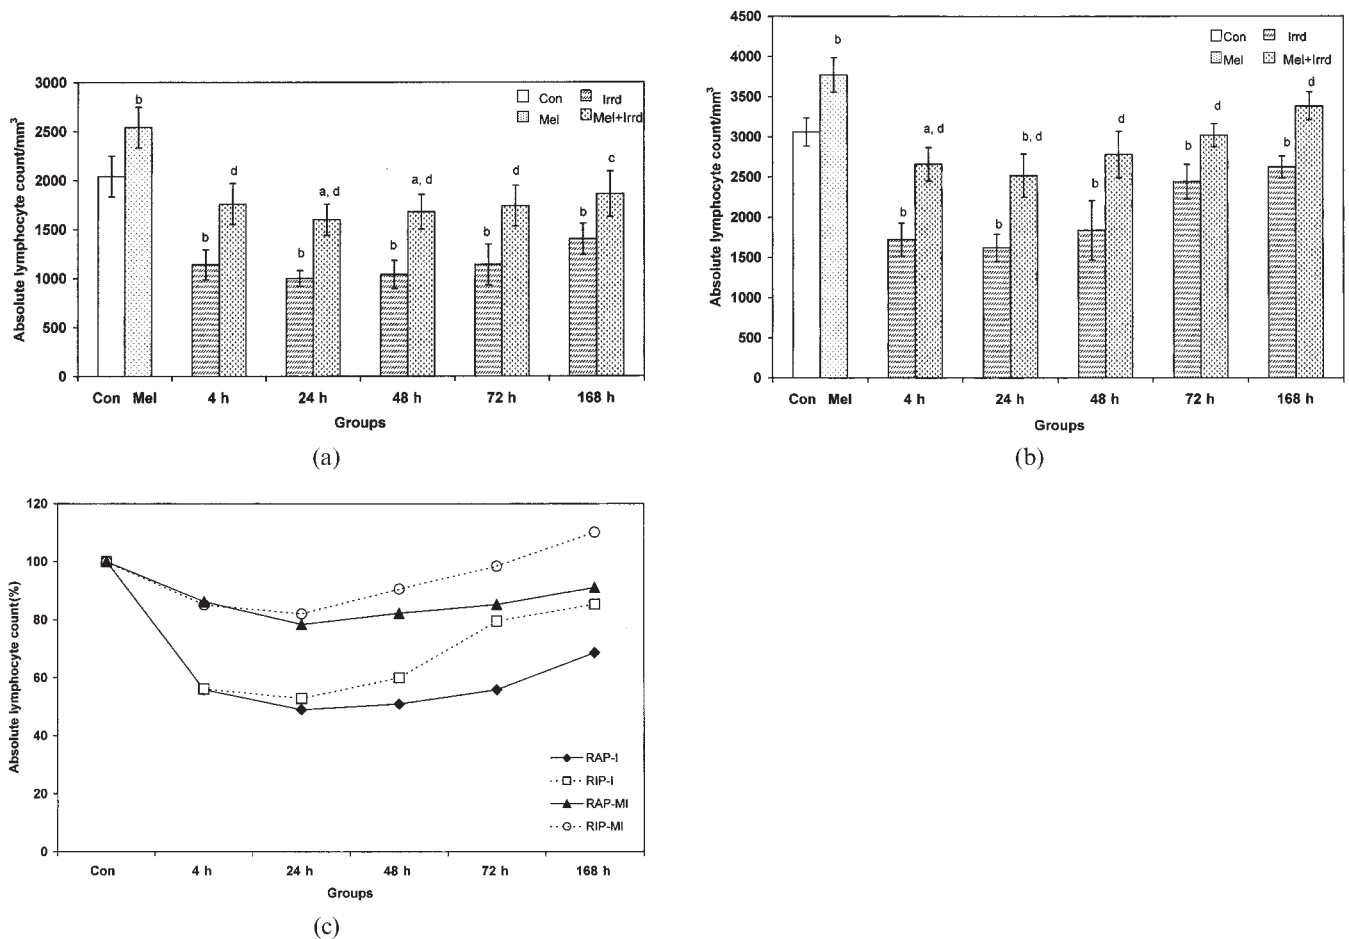 3000
2500
2000
1500
1000
500
0
Absolute lymphocyte count/mm³
Con
Irrd
Mel
Mel+Irrd
b
b
d
b
a, d
b
a, d
b
d
b
c
Con Mel 4 h 24 h 48 h 72 h 168 h
Groups
(a)
4500
4000
3500
3000
2500
2000
1500
1000
500
0
Absolute lymphocyte count/mm³
Con
Irrd
Mel
Mel+Irrd
b
b
a, d
b
b, d
b
d
b
d
b
d
Con Mel 4 h 24 h 48 h 72 h 168 h
Groups
(b)
120
100
80
60
40
20
0
Absolute lymphocyte count(%)
RAP-I
RIP-I
RAP-MI
RIP-MI
Con 4 h 24 h 48 h 72 h 168 h
Groups
(c)